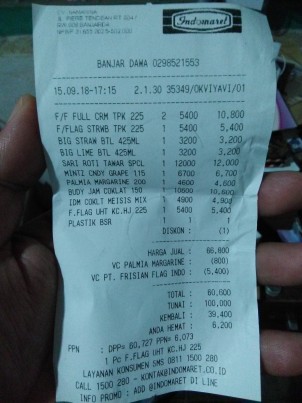 Indomaret
BANJAR DAWA 0298521553
15.09.18-17:15 2.1.30 35349/OKVIYAVI/01
F/F FULL CRM TPK 225 2 5400 10,800
F/FLAG STRWB TPK 225 1 5400 5,400
BIG STRAW BTL 425ML 1 3200 3,200
BIG LIME BTL 425ML 1 3200 3,200
SARI ROTI TAWAR SPCL 1 12000 12,000
MINTZ CNDY GRAPE 115 1 6700 6,700
PALMIA MARGARINE 200 1 4600 4,600
BUDY JAM COKLAT 150 1 10600 10,600
IDM COKLT MEISIS MIX 1 4900 4,900
F.FLAG UHT KC.HJ 225 1 5400 5,400
PLASTIK BSR 1 1
DISKON : (1)
HARGA JUAL : 66,800
VC PALMIA MARGARINE : (800)
VC PT. FRISIAN FLAG INDO : (5,400)
TOTAL : 60,600
TUNAI : 100,000
KEMBALI : 39,400
ANDA HEMAT : 6,200
PPN : DPP= 60,727 PPN= 6,073
1 Pc F.FLAG UHT KC.HJ 225
LAYANAN KONSUMEN SMS 0811 1500 280
CALL 1500 280 - KONTAK@INDOMARET.CO.ID
INFO PROMO : ADD @INDOMARET DI LINE